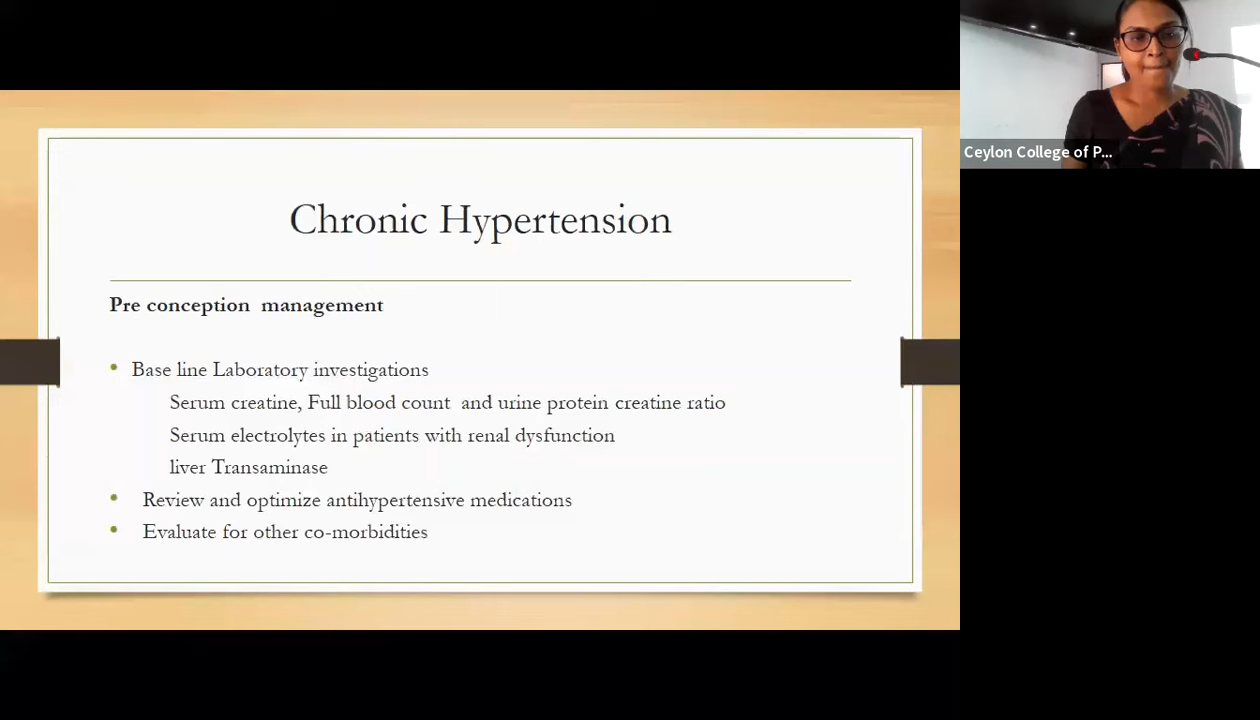 Chronic Hypertension
Pre conception management
• Base line Laboratory investigations
Serum creatine, Full blood count and urine protein creatine ratio
Serum electrolytes in patients with renal dysfunction
liver Transaminase
• Review and optimize antihypertensive medications
• Evaluate for other co-morbidities
Ceylon College of P...